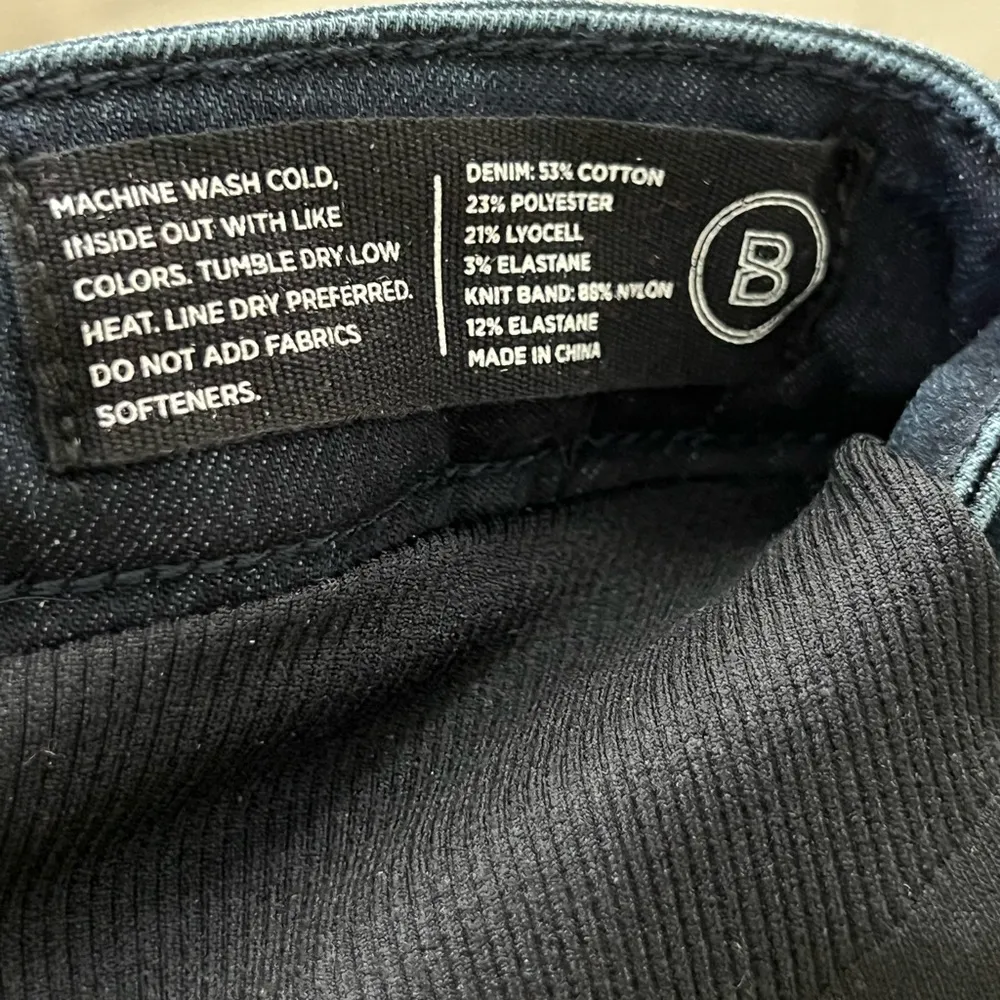 MACHINE WASH COLD,
INSIDE OUT WITH LIKE
COLORS. TUMBLE DRY LOW
HEAT. LINE DRY PREFERRED.
DO NOT ADD FABRICS
SOFTENERS.
DENIM: 53% COTTON
23% POLYESTER
21% LYOCELL
3% ELASTANE
KNIT BAND: 88% NYLON
12% ELASTANE
MADE IN CHINA
B